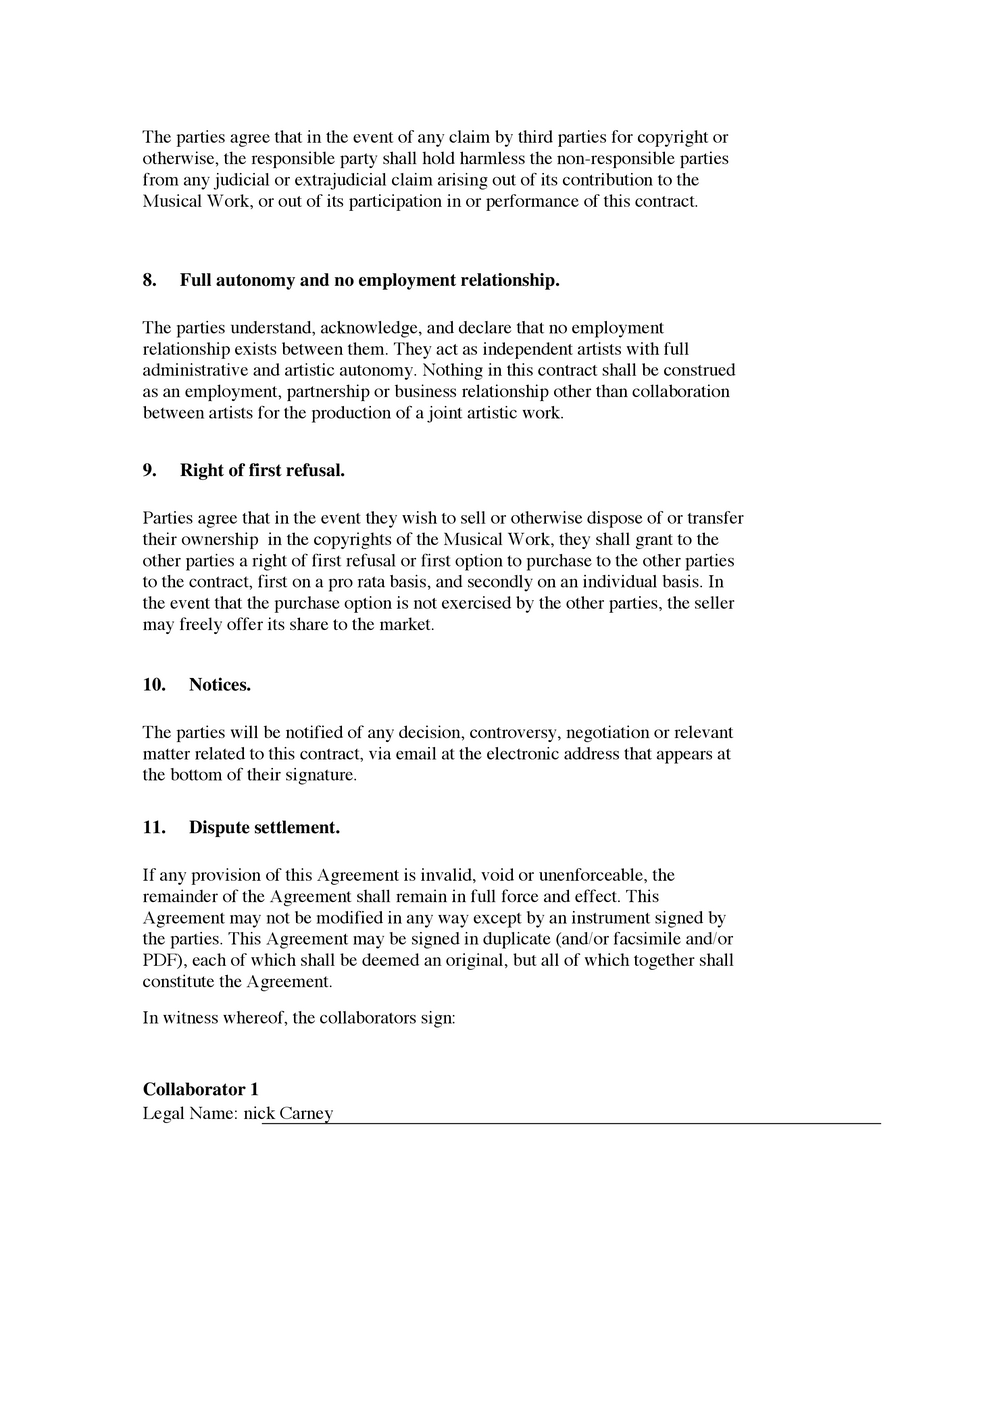 The parties agree that in the event of any claim by third parties for copyright or
otherwise, the responsible party shall hold harmless the non-responsible parties
from any judicial or extrajudicial claim arising out of its contribution to the
Musical Work, or out of its participation in or performance of this contract.
8. Full autonomy and no employment relationship.
The parties understand, acknowledge, and declare that no employment
relationship exists between them. They act as independent artists with full
administrative and artistic autonomy. Nothing in this contract shall be construed
as an employment, partnership or business relationship other than collaboration
between artists for the production of a joint artistic work.
9. Right of first refusal.
Parties agree that in the event they wish to sell or otherwise dispose of or transfer
their ownership  in the copyrights of the Musical Work, they shall grant to the
other parties a right of first refusal or first option to purchase to the other parties
to the contract, first on a pro rata basis, and secondly on an individual basis. In
the event that the purchase option is not exercised by the other parties, the seller
may freely offer its share to the market.
10. Notices.
The parties will be notified of any decision, controversy, negotiation or relevant
matter related to this contract, via email at the electronic address that appears at
the bottom of their signature.
11. Dispute settlement.
If any provision of this Agreement is invalid, void or unenforceable, the
remainder of the Agreement shall remain in full force and effect. This
Agreement may not be modified in any way except by an instrument signed by
the parties. This Agreement may be signed in duplicate (and/or facsimile and/or
PDF), each of which shall be deemed an original, but all of which together shall
constitute the Agreement.
In witness whereof, the collaborators sign:
Collaborator 1
Legal Name: nick Carney